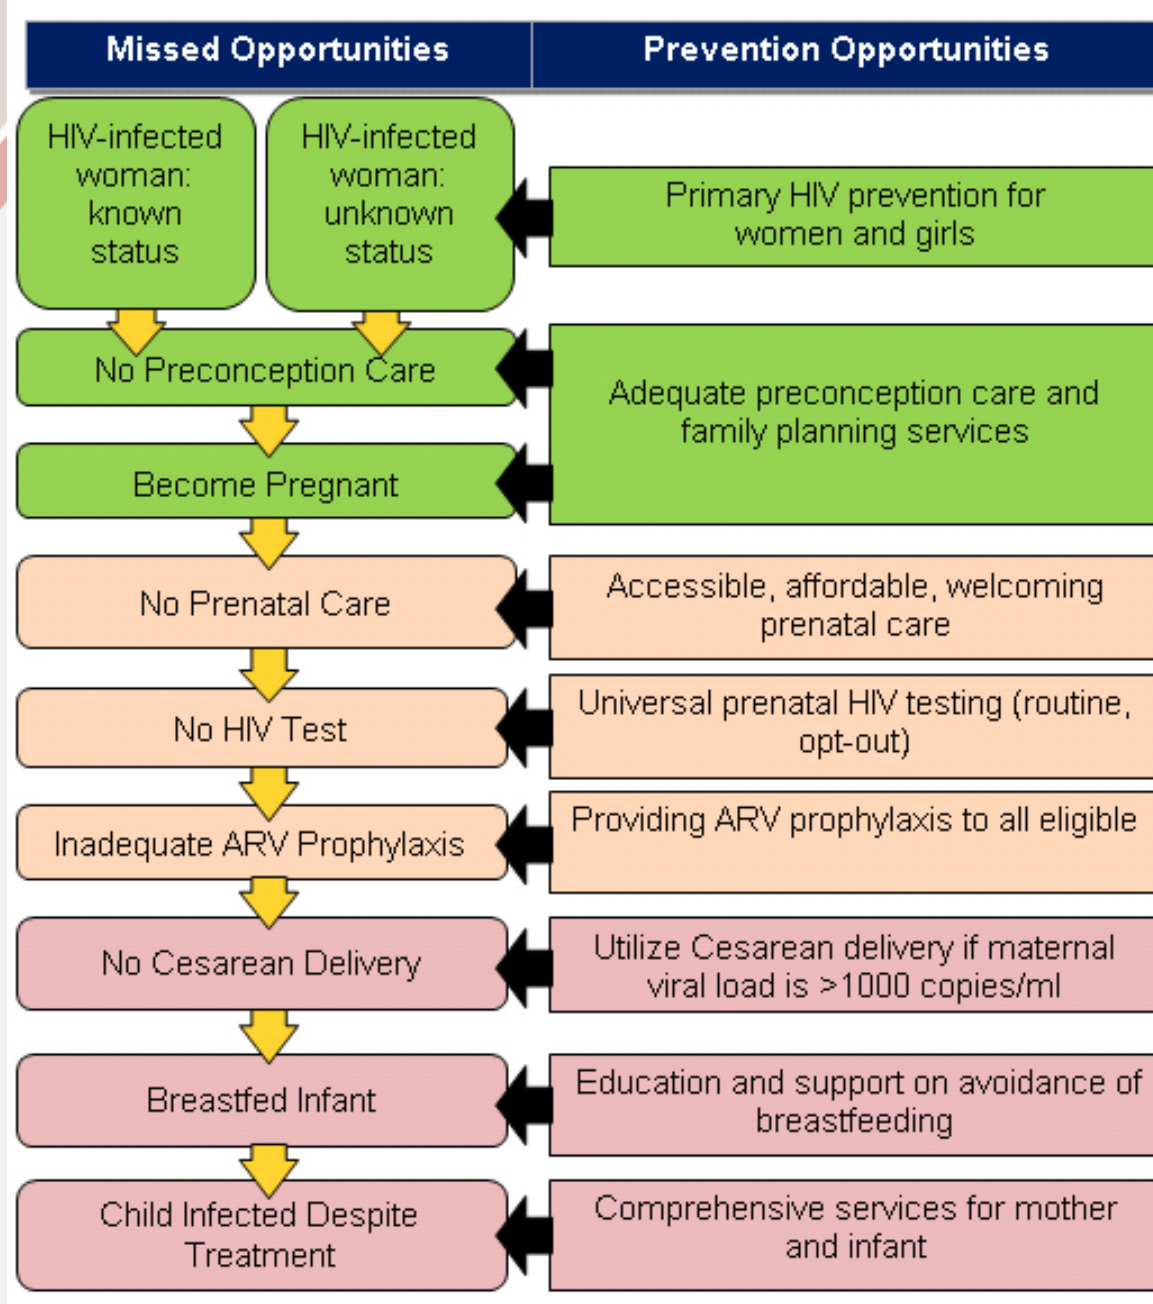 Missed Opportunities
Prevention Opportunities
HIV-infected
woman:
known
status
HIV-infected
woman:
unknown
status
Primary HIV prevention for
women and girls
No Preconception Care
Adequate preconception care and
family planning services
Become Pregnant
No Prenatal Care
Accessible, affordable, welcoming
prenatal care
No HIV Test
Universal prenatal HIV testing (routine,
opt-out)
Inadequate ARV Prophylaxis
Providing ARV prophylaxis to all eligible
No Cesarean Delivery
Utilize Cesarean delivery if maternal
viral load is >1000 copies/ml
Breastfed Infant
Education and support on avoidance of
breastfeeding
Child Infected Despite
Treatment
Comprehensive services for mother
and infant